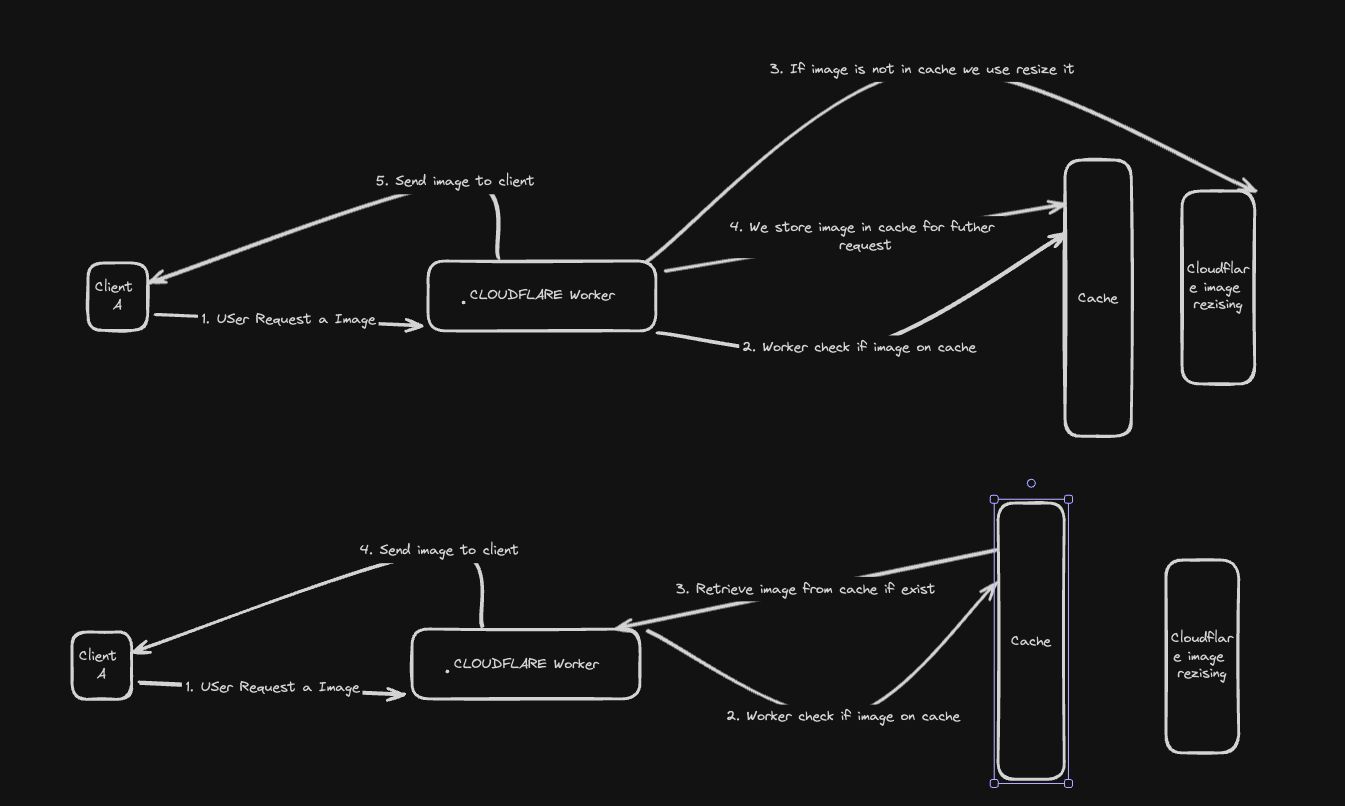 3. If image is not in cache we use resize it
5. Send image to client
4. We store image in cache for futher
request
Client
A
1. USer Request a Image
. CLOUDFLARE Worker
2. Worker check if image on cache
Cache
Cloudflar
e image
rezising
4. Send image to client
3. Retrieve image from cache if exist
Client
A
1. USer Request a Image
. CLOUDFLARE Worker
2. Worker check if image on cache
Cache
Cloudflar
e image
rezising